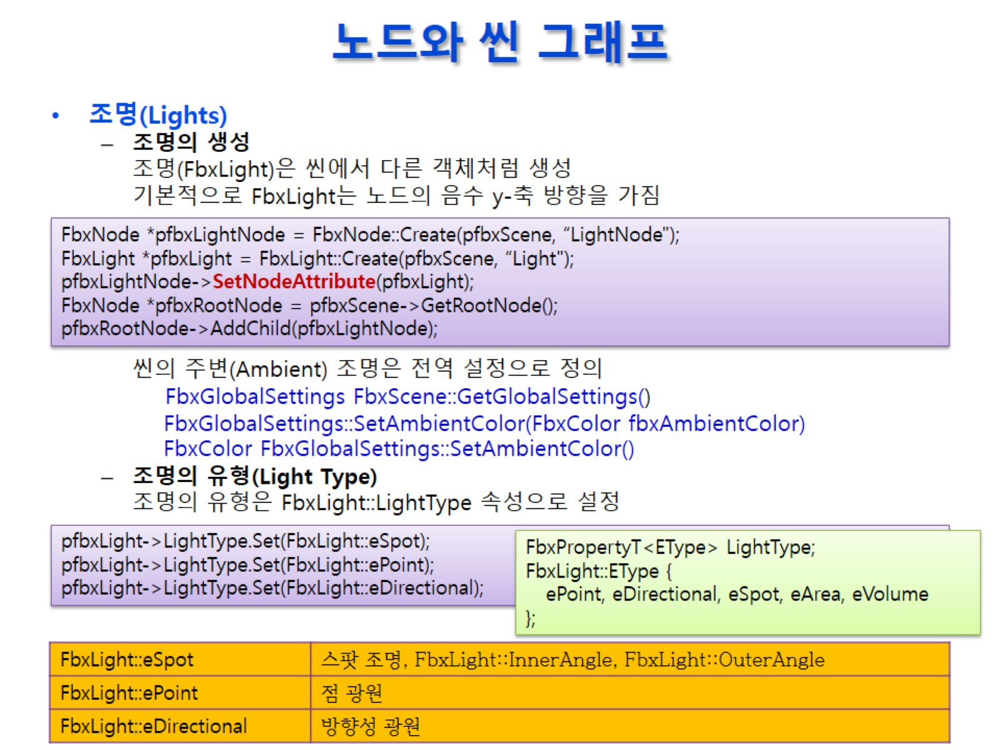 노드와 씬 그래프
• 조명(Lights)
– 조명의 생성
조명(FbxLight)은 씬에서 다른 객체처럼 생성
기본적으로 FbxLight는 노드의 음수 y-축 방향을 가짐
FbxNode *pfbxLightNode = FbxNode::Create(pfbxScene, “LightNode");
FbxLight *pfbxLight = FbxLight::Create(pfbxScene, “Light");
pfbxLightNode->SetNodeAttribute(pfbxLight);
FbxNode *pfbxRootNode = pfbxScene->GetRootNode();
pfbxRootNode->AddChild(pfbxLightNode);
씬의 주변(Ambient) 조명은 전역 설정으로 정의
FbxGlobalSettings FbxScene::GetGlobalSettings()
FbxGlobalSettings::SetAmbientColor(FbxColor fbxAmbientColor)
FbxColor FbxGlobalSettings::SetAmbientColor()
– 조명의 유형(Light Type)
조명의 유형은 FbxLight::LightType 속성으로 설정
pfbxLight->LightType.Set(FbxLight::eSpot);
pfbxLight->LightType.Set(FbxLight::ePoint);
pfbxLight->LightType.Set(FbxLight::eDirectional);
FbxPropertyT<EType> LightType;
FbxLight::EType {
ePoint, eDirectional, eSpot, eArea, eVolume
};
FbxLight::eSpot 스팟 조명, FbxLight::InnerAngle, FbxLight::OuterAngle
FbxLight::ePoint 점 광원
FbxLight::eDirectional 방향성 광원